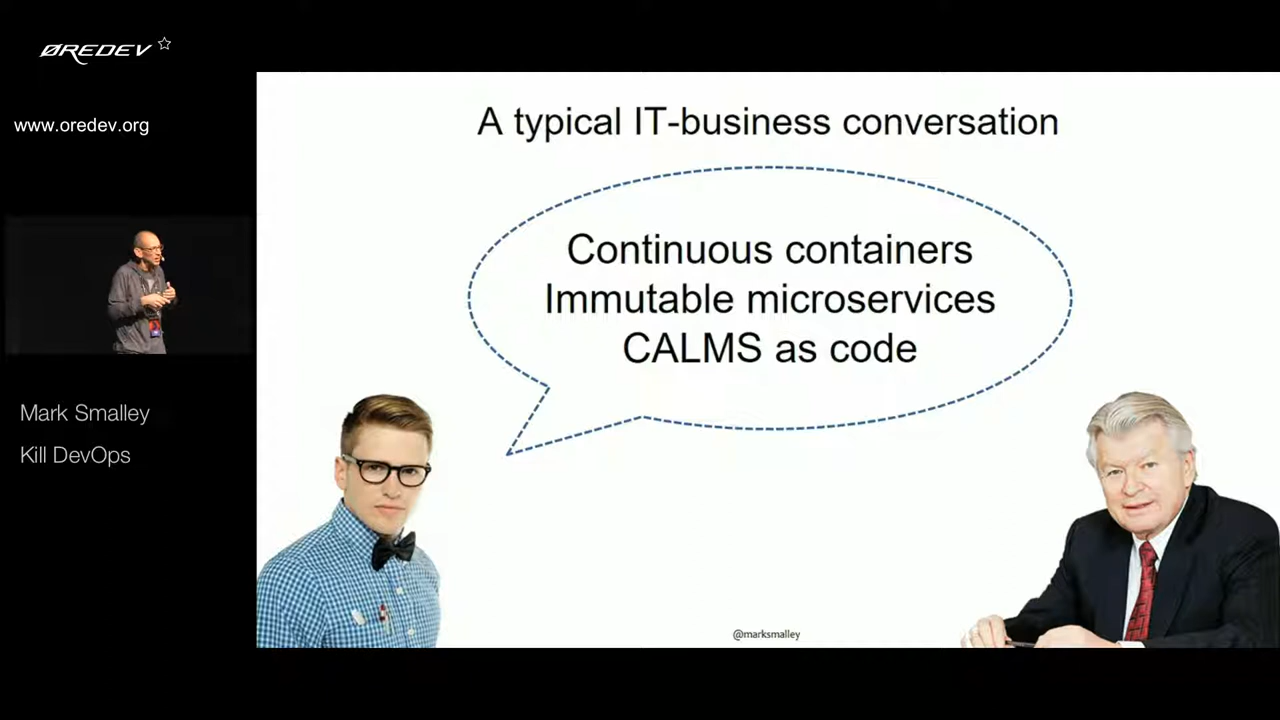 ØREDEV
www.oredev.org
Mark Smalley
Kill DevOps
A typical IT-business conversation
Continuous containers
Immutable microservices
CALMS as code
@marksmalley